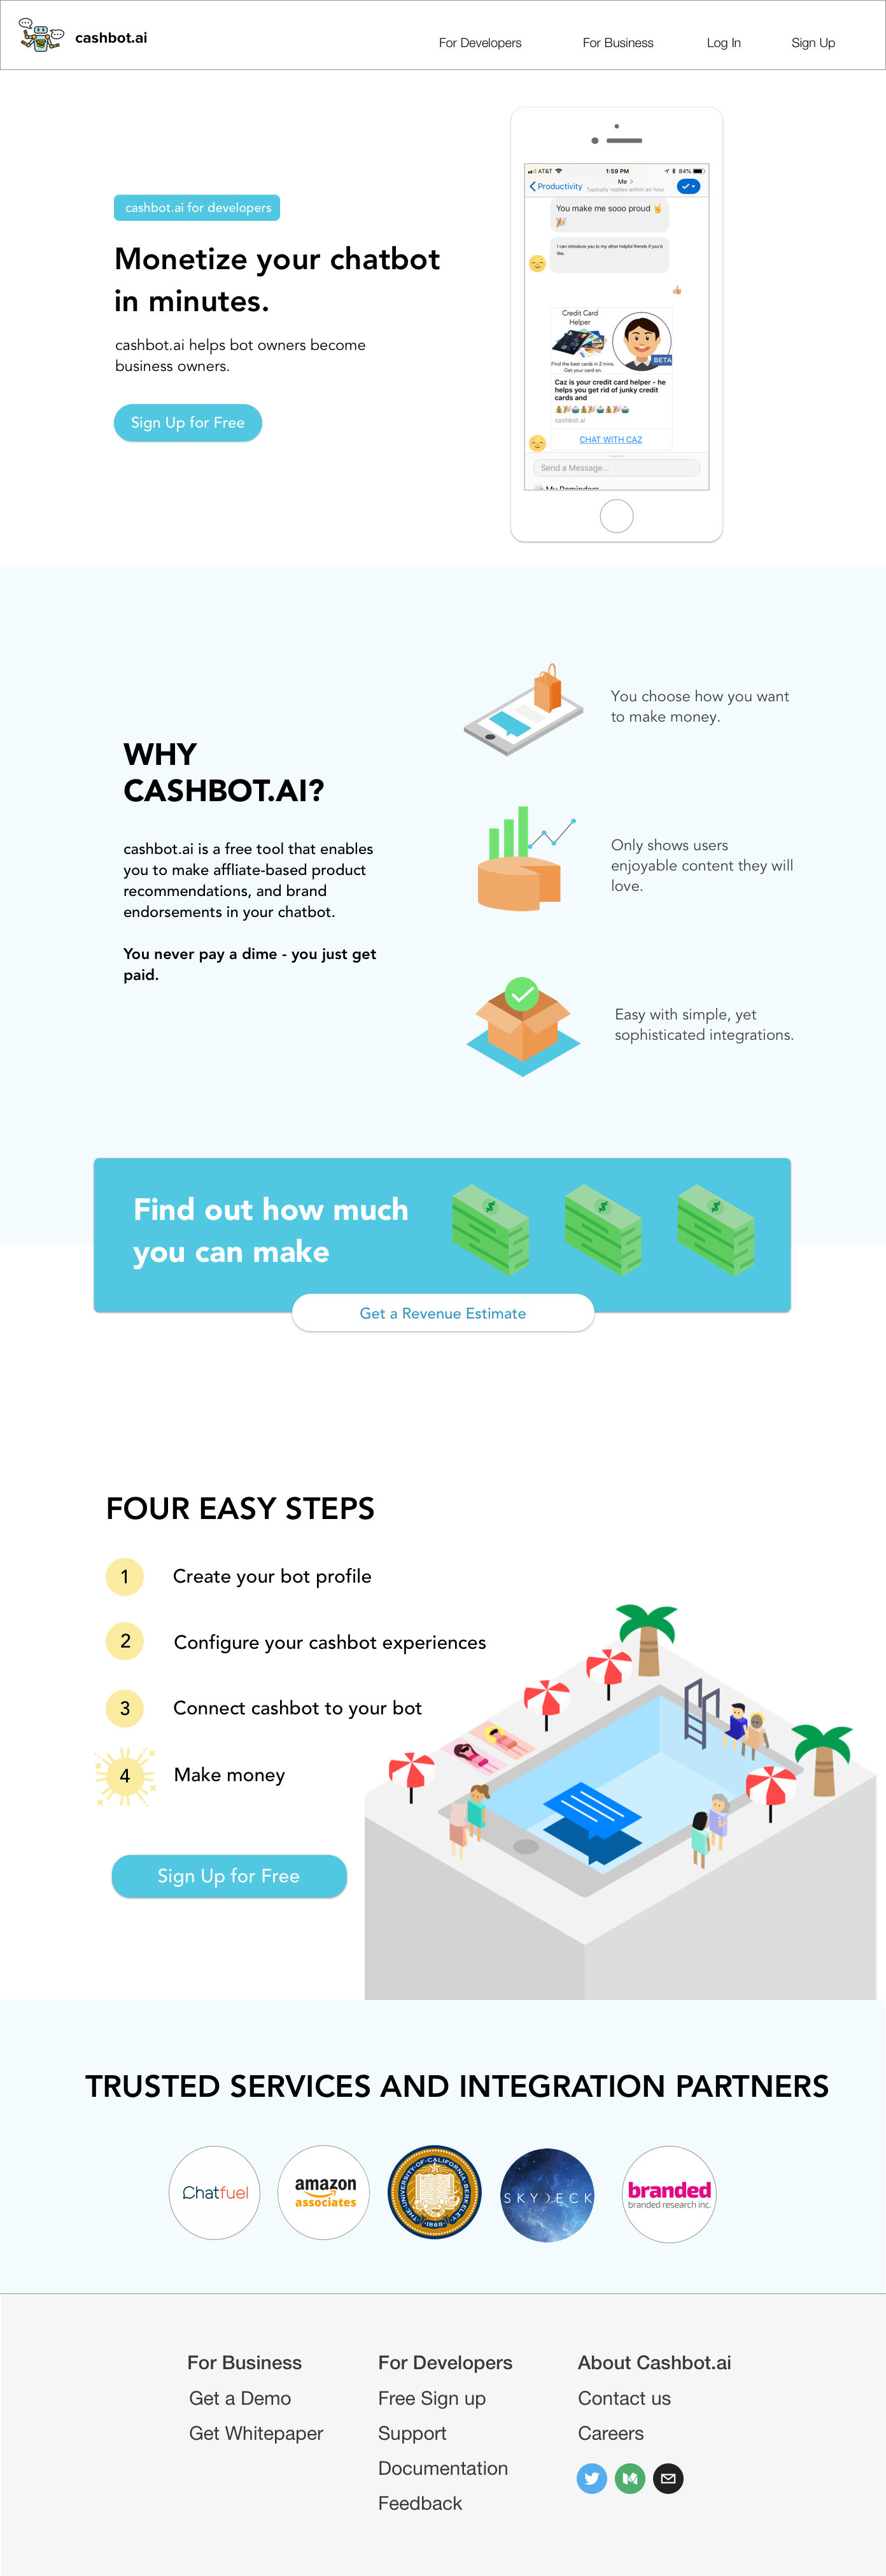 cashbot.ai
For Developers
For Business
Log In
Sign Up
cashbot.ai for developers
Monetize your chatbot
in minutes.
cashbot.ai helps bot owners become
business owners.
Sign Up for Free
AT&T
1:59 PM
84%
Productivity
Me >
Typically replies within an hour
You make me sooo proud
I can introduce you to my other helpful friends if you'd
like.
Credit Card
Helper
Find the best cards in 2 mins.
Get your card on.
BETA
Caz is your credit card helper - he
helps you get rid of junky credit
cards and
cashbot.ai
CHAT WITH CAZ
Send a Message...
My Reminders
WHY
CASHBOT.AI?
cashbot.ai is a free tool that enables
you to make affliate-based product
recommendations, and brand
endorsements in your chatbot.
You never pay a dime - you just get
paid.
You choose how you want
to make money.
Only shows users
enjoyable content they will
love.
Easy with simple, yet
sophisticated integrations.
Find out how much
you can make
$ $ $
Get a Revenue Estimate
FOUR EASY STEPS
1 Create your bot profile
2 Configure your cashbot experiences
3 Connect cashbot to your bot
4 Make money
Sign Up for Free
TRUSTED SERVICES AND INTEGRATION PARTNERS
Chatfuel
amazon
associates
THE·UNIVERSITY·OF·CALIFORNIA·BERKELEY·
·1868·
SKYDECK
branded
branded research inc.
For Business
Get a Demo
Get Whitepaper
For Developers
Free Sign up
Support
Documentation
Feedback
About Cashbot.ai
Contact us
Careers